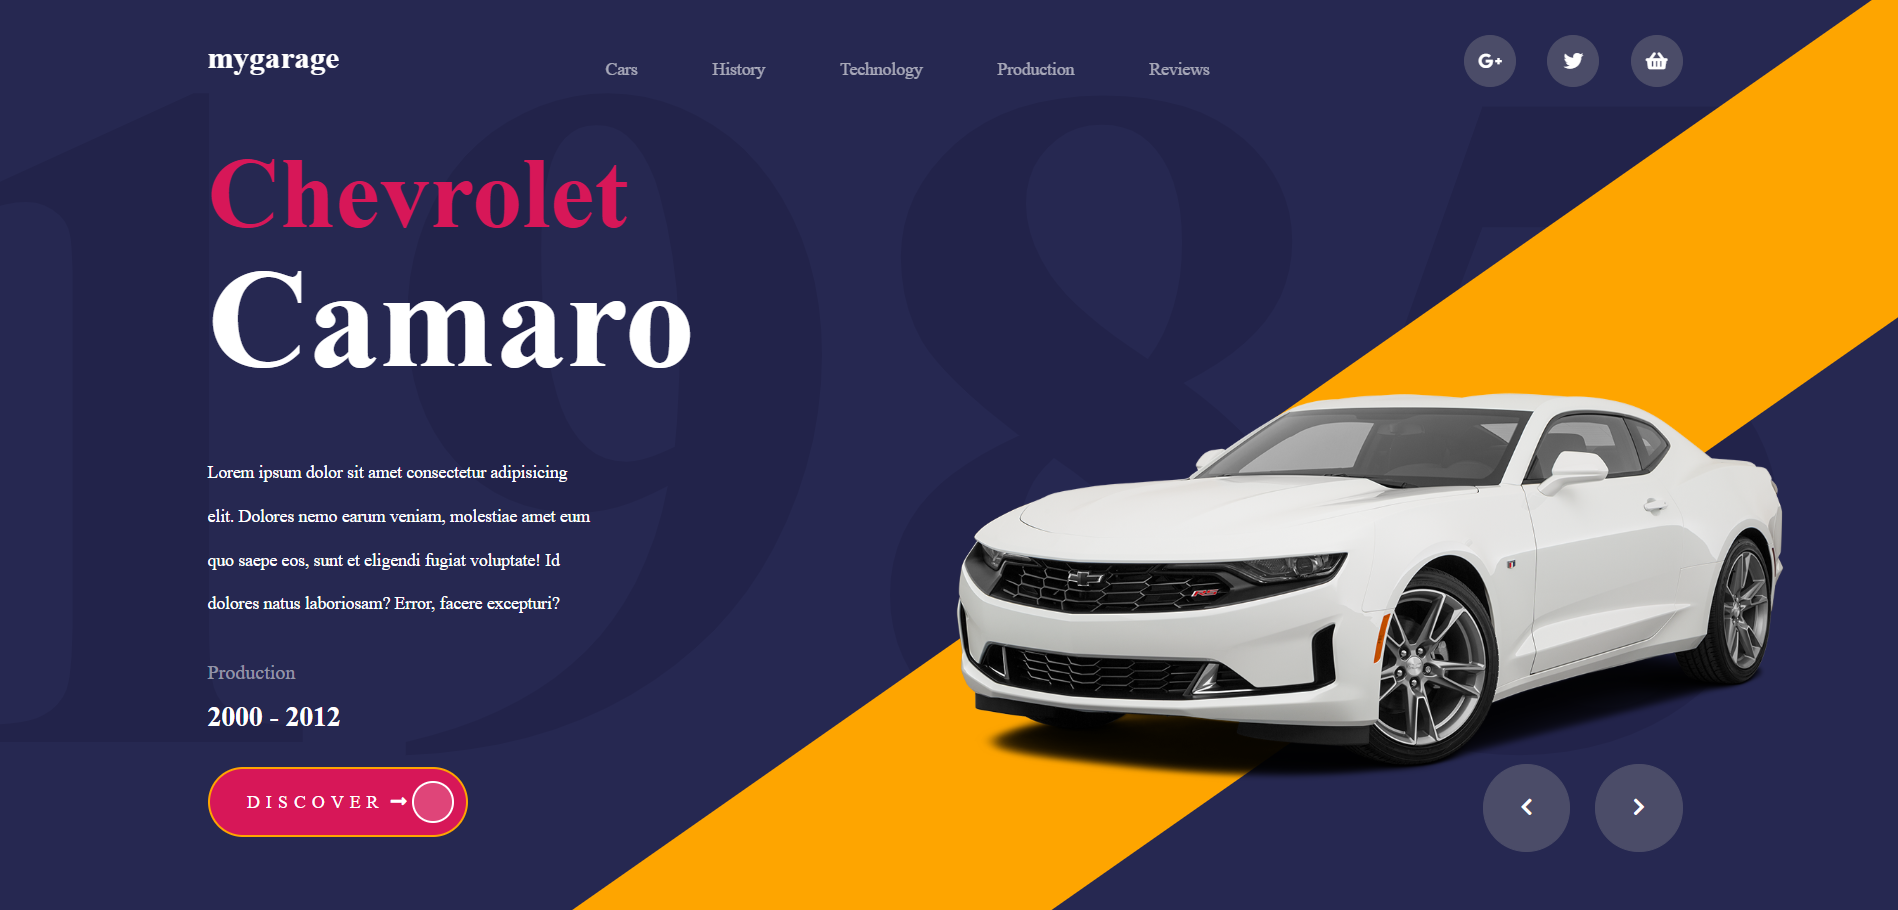 mygarage
Cars History Technology Production Reviews
G+
1985
Chevrolet
Camaro
Lorem ipsum dolor sit amet consectetur adipisicing
elit. Dolores nemo earum veniam, molestiae amet eum
quo saepe eos, sunt et eligendi fugiat voluptate! Id
dolores natus laboriosam? Error, facere excepturi?
RS
Production
2000 - 2012
DISCOVER